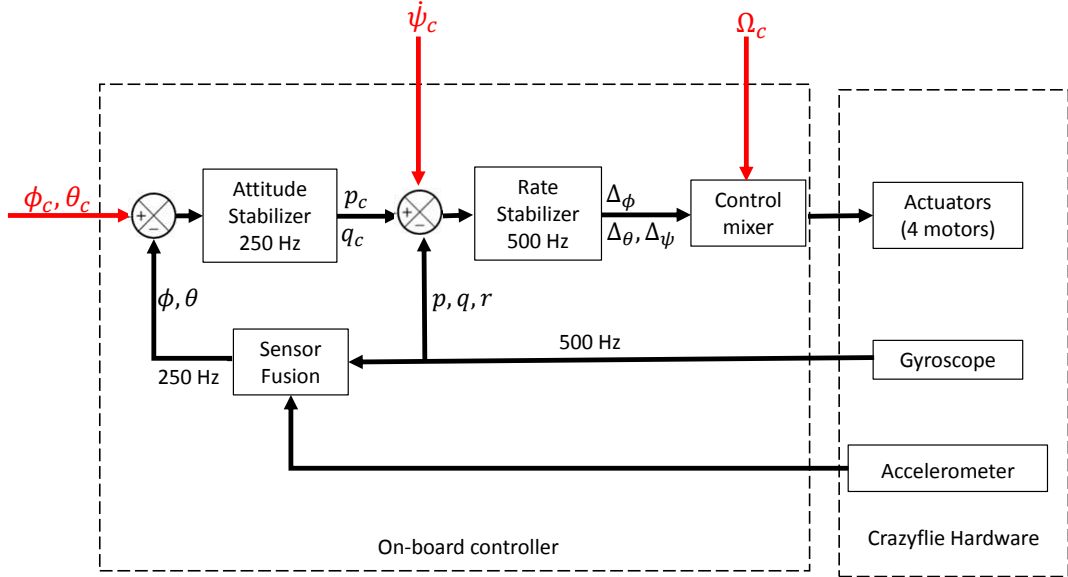 ψ̇_c
Ω_c
ϕ_c, θ_c
+
−
Attitude
Stabilizer
250 Hz
p_c
q_c
+
−
Rate
Stabilizer
500 Hz
Δ_ϕ
Δ_θ, Δ_ψ
Control
mixer
Actuators
(4 motors)
ϕ, θ
p, q, r
250 Hz
Sensor
Fusion
500 Hz
Gyroscope
Accelerometer
On-board controller
Crazyflie Hardware